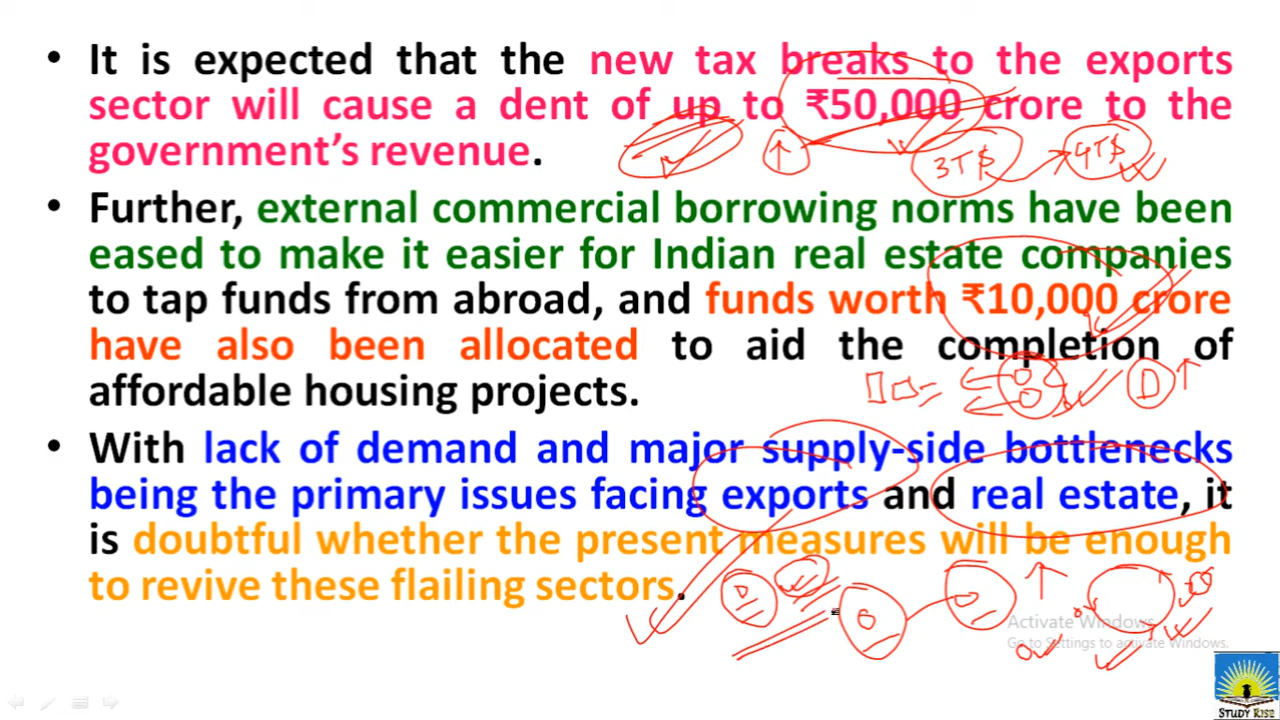 • It is expected that the new tax breaks to the exports
sector will cause a dent of up to ₹50,000 crore to the
government’s revenue.
3T$ 4T$
• Further, external commercial borrowing norms have been
eased to make it easier for Indian real estate companies
to tap funds from abroad, and funds worth ₹10,000 crore
have also been allocated to aid the completion of
affordable housing projects.
D
• With lack of demand and major supply-side bottlenecks
being the primary issues facing exports and real estate, it
is doubtful whether the present measures will be enough
to revive these flailing sectors.
Activate Windows
Go to Settings to activate Windows.
STUDY RISE